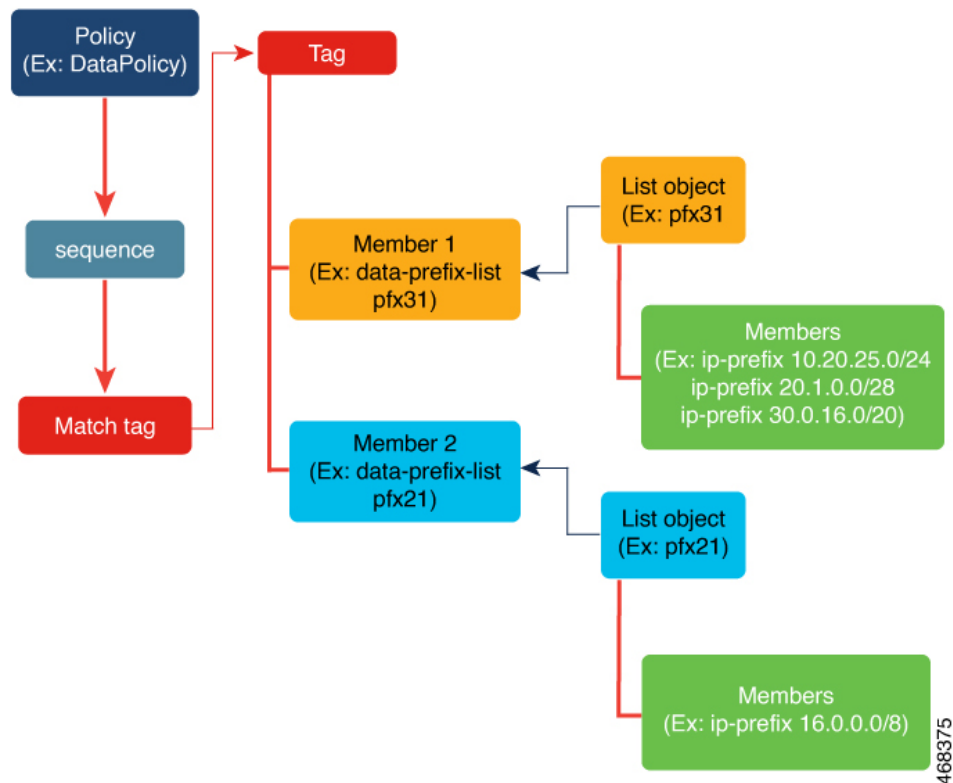 Policy
(Ex: DataPolicy)
sequence
Match tag
Tag
Member 1
(Ex: data-prefix-list
pfx31)
Member 2
(Ex: data-prefix-list
pfx21)
List object
(Ex: pfx31
Members
(Ex: ip-prefix 10.20.25.0/24
ip-prefix 20.1.0.0/28
ip-prefix 30.0.16.0/20)
List object
(Ex: pfx21)
Members
(Ex: ip-prefix 16.0.0.0/8)
468375